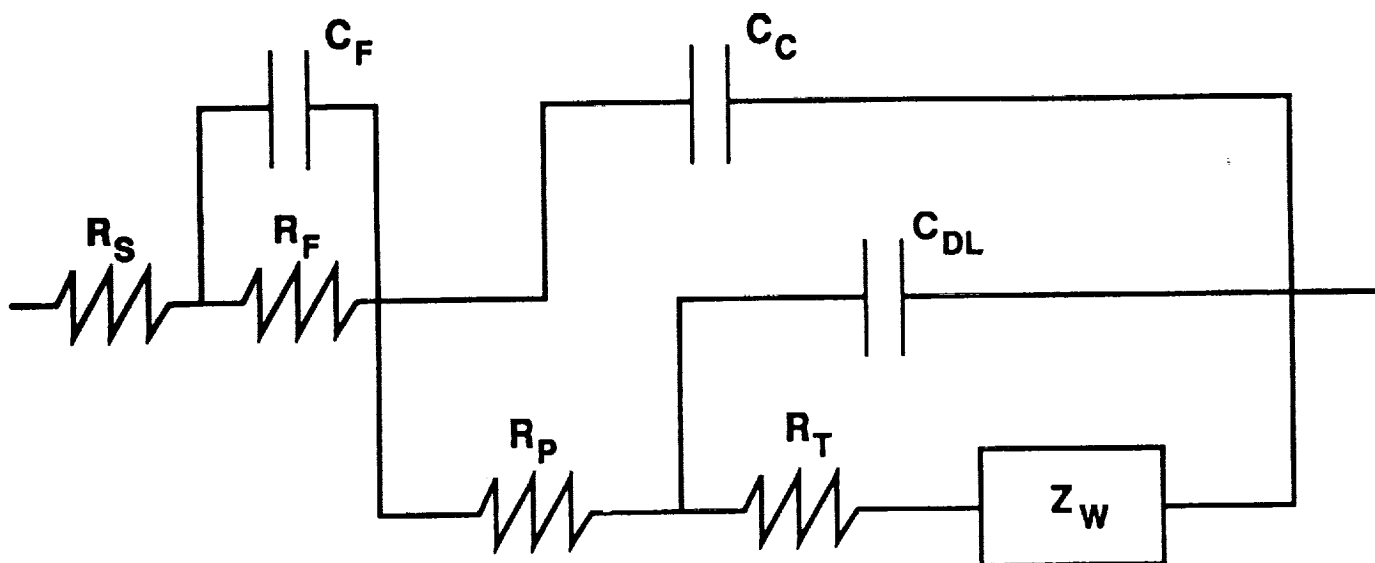 C_F
C_C
R_S
R_F
C_DL
R_P
R_T
Z_W